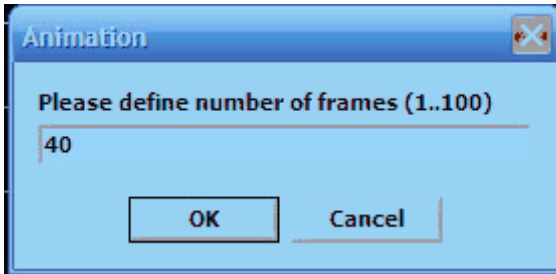 Animation
Please define number of frames (1..100)
40
OK
Cancel